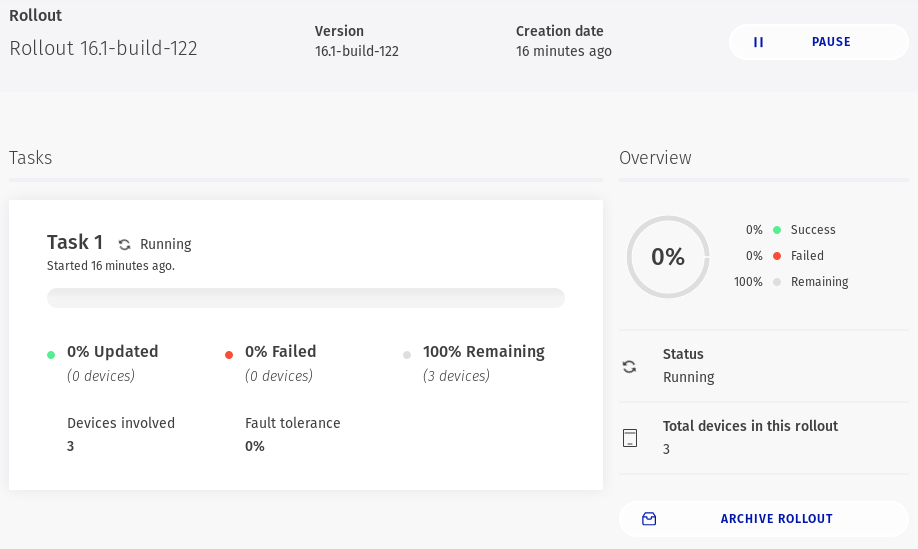 Rollout
Rollout 16.1-build-122
Version
16.1-build-122
Creation date
16 minutes ago
PAUSE
Tasks
Task 1 Running
Started 16 minutes ago.
0% Updated
(0 devices)
0% Failed
(0 devices)
100% Remaining
(3 devices)
Devices involved
3
Fault tolerance
0%
Overview
0%
0% Success
0% Failed
100% Remaining
Status
Running
Total devices in this rollout
3
ARCHIVE ROLLOUT